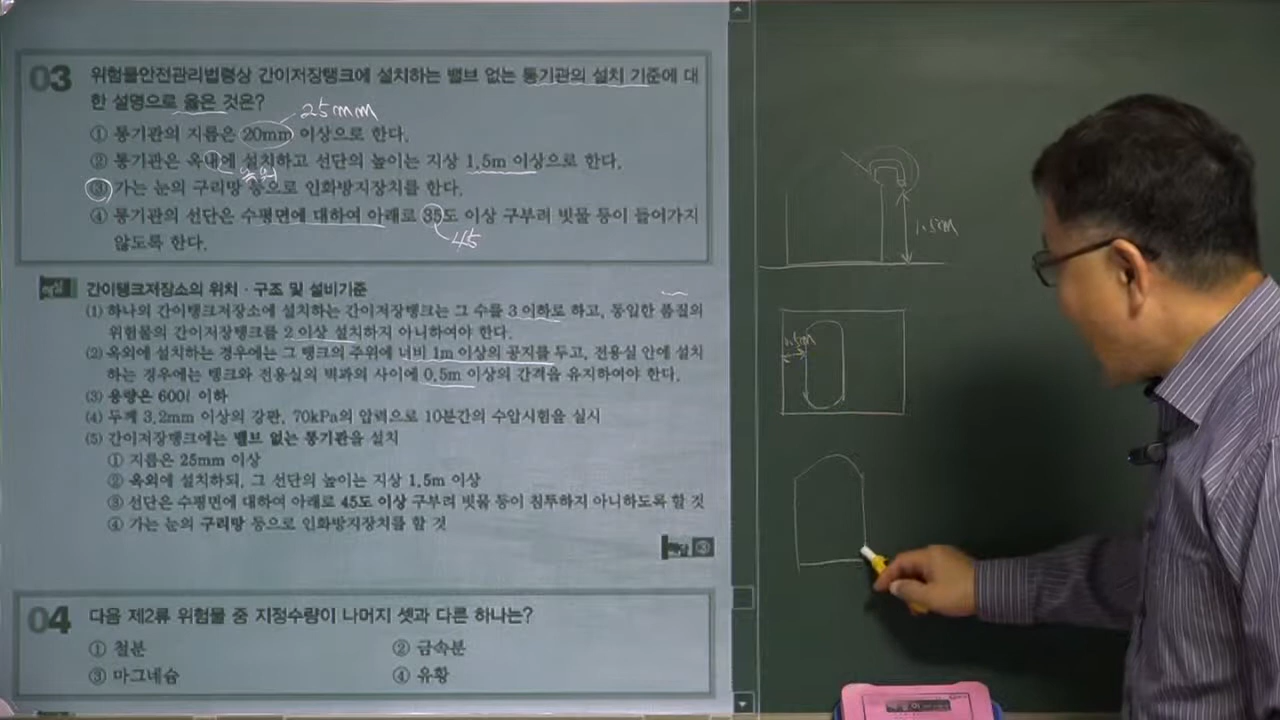 03 위험물안전관리법령상 간이저장탱크에 설치하는 밸브 없는 통기관의 설치 기준에 대
한 설명으로 옳은 것은?
25mm
① 통기관의 지름은 20mm 이상으로 한다.
② 통기관은 옥내에 설치하고 선단의 높이는 지상 1.5m 이상으로 한다.
옥외
③ 가는 눈의 구리망 등으로 인화방지장치를 한다.
④ 통기관의 선단은 수평면에 대하여 아래로 35도 이상 구부려 빗물 등이 들어가지
않도록 한다.
45
해설 간이탱크저장소의 위치·구조 및 설비기준
(1) 하나의 간이탱크저장소에 설치하는 간이저장탱크는 그 수를 3 이하로 하고, 동일한 품질의
위험물의 간이저장탱크를 2 이상 설치하지 아니하여야 한다.
(2) 옥외에 설치하는 경우에는 그 탱크의 주위에 너비 1m 이상의 공지를 두고, 전용실 안에 설치
하는 경우에는 탱크와 전용실의 벽과의 사이에 0.5m 이상의 간격을 유지하여야 한다.
(3) 용량은 600l 이하
(4) 두께 3.2mm 이상의 강판, 70kPa의 압력으로 10분간의 수압시험을 실시
(5) 간이저장탱크에는 밸브 없는 통기관을 설치
① 지름은 25mm 이상
② 옥외에 설치하되, 그 선단의 높이는 지상 1.5m 이상
③ 선단은 수평면에 대하여 아래로 45도 이상 구부려 빗물 등이 침투하지 아니하도록 할 것
④ 가는 눈의 구리망 등으로 인화방지장치를 할 것
③
04 다음 제2류 위험물 중 지정수량이 나머지 셋과 다른 하나는?
① 철분 ② 금속분
③ 마그네슘 ④ 유황
1.5m
0.5m